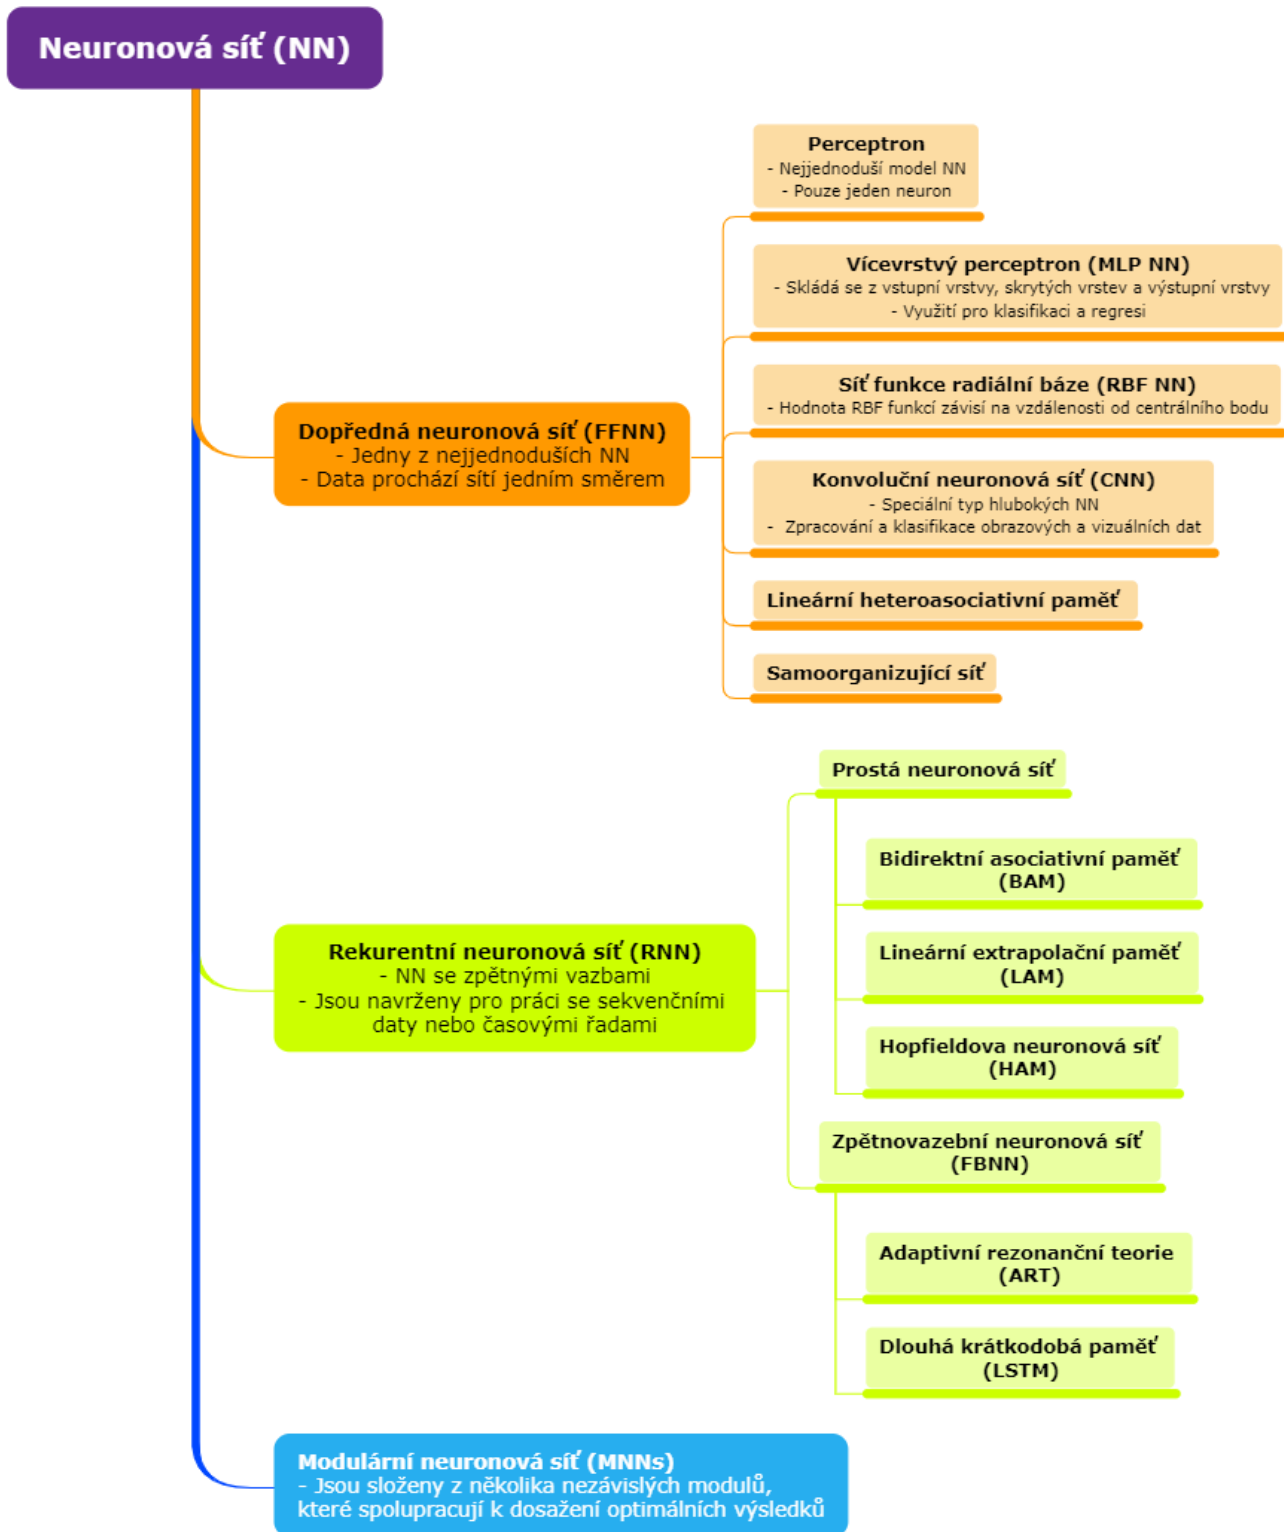 Neuronová síť (NN)
Perceptron
- Nejjednoduší model NN
- Pouze jeden neuron
Vícevrstvý perceptron (MLP NN)
- Skládá se z vstupní vrstvy, skrytých vrstev a výstupní vrstvy
- Využití pro klasifikaci a regresi
Síť funkce radiální báze (RBF NN)
- Hodnota RBF funkcí závisí na vzdálenosti od centrálního bodu
Dopředná neuronová síť (FFNN)
- Jedny z nejjednoduších NN
- Data prochází sítí jedním směrem
Konvoluční neuronová síť (CNN)
- Speciální typ hlubokých NN
- Zpracování a klasifikace obrazových a vizuálních dat
Lineární heteroasociativní paměť
Samoorganizující síť
Prostá neuronová síť
Bidirektní asociativní paměť
(BAM)
Lineární extrapolační paměť
(LAM)
Rekurentní neuronová síť (RNN)
- NN se zpětnými vazbami
- Jsou navrženy pro práci se sekvenčními
daty nebo časovými řadami
Hopfieldova neuronová síť
(HAM)
Zpětnovazební neuronová síť
(FBNN)
Adaptivní rezonanční teorie
(ART)
Dlouhá krátkodobá paměť
(LSTM)
Modulární neuronová síť (MNNs)
- Jsou složeny z několika nezávislých modulů,
které spolupracují k dosažení optimálních výsledků